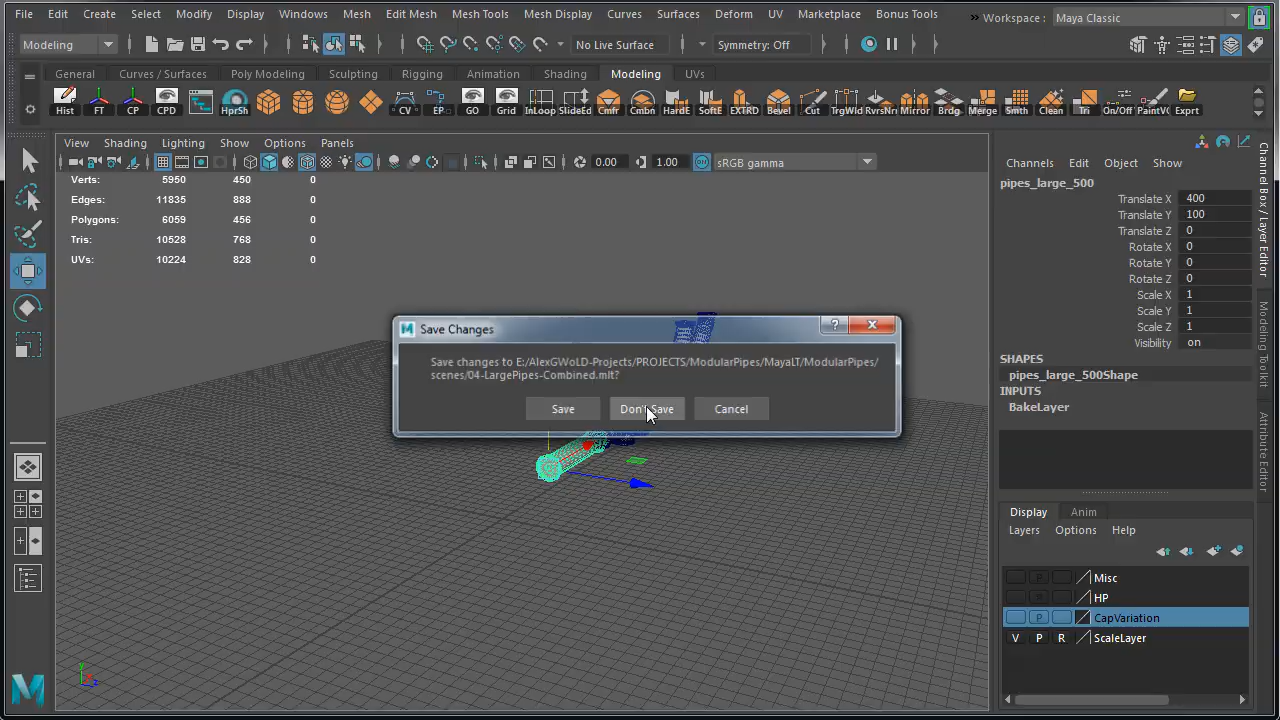 File Edit Create Select Modify Display Windows Mesh Edit Mesh Mesh Tools Mesh Display Curves Surfaces Deform UV Marketplace Bonus Tools » Workspace : Maya Classic
Modeling No Live Surface Symmetry: Off
General Curves / Surfaces Poly Modeling Sculpting Rigging Animation Shading Modeling UVs
Hist FT CP CPD HprSh CV EP GO Grid InLoop SlideEd Cmfr Cmbn HardE SoftE EXTRD Bevel Cut TrgWld RvrsNr Mirror Brdg. Merge Smth Clean Tri On/Off PaintVC Exprt
View Shading Lighting Show Options Panels
0.00 1.00 sRGB gamma
Verts: 5950 450 0
Edges: 11835 888 0
Polygons: 6059 456 0
Tris: 10528 768 0
UVs: 10224 828 0
Save Changes
Save changes to E:/AlexGWoLD-Projects/PROJECTS/ModularPipes/MayaLT/ModularPipes/
scenes/04-LargePipes-Combined.mlt?
Save Don't Save Cancel
Channels Edit Object Show
pipes_large_500
Translate X 400
Translate Y 100
Translate Z 0
Rotate X 0
Rotate Y 0
Rotate Z 0
Scale X 1
Scale Y 1
Scale Z 1
Visibility on
SHAPES
pipes_large_500Shape
INPUTS
BakeLayer
Display Anim
Layers Options Help
P Misc
HP
P CapVariation
V P R ScaleLayer
Channel Box / Layer Editor
Modeling Toolkit
Attribute Editor